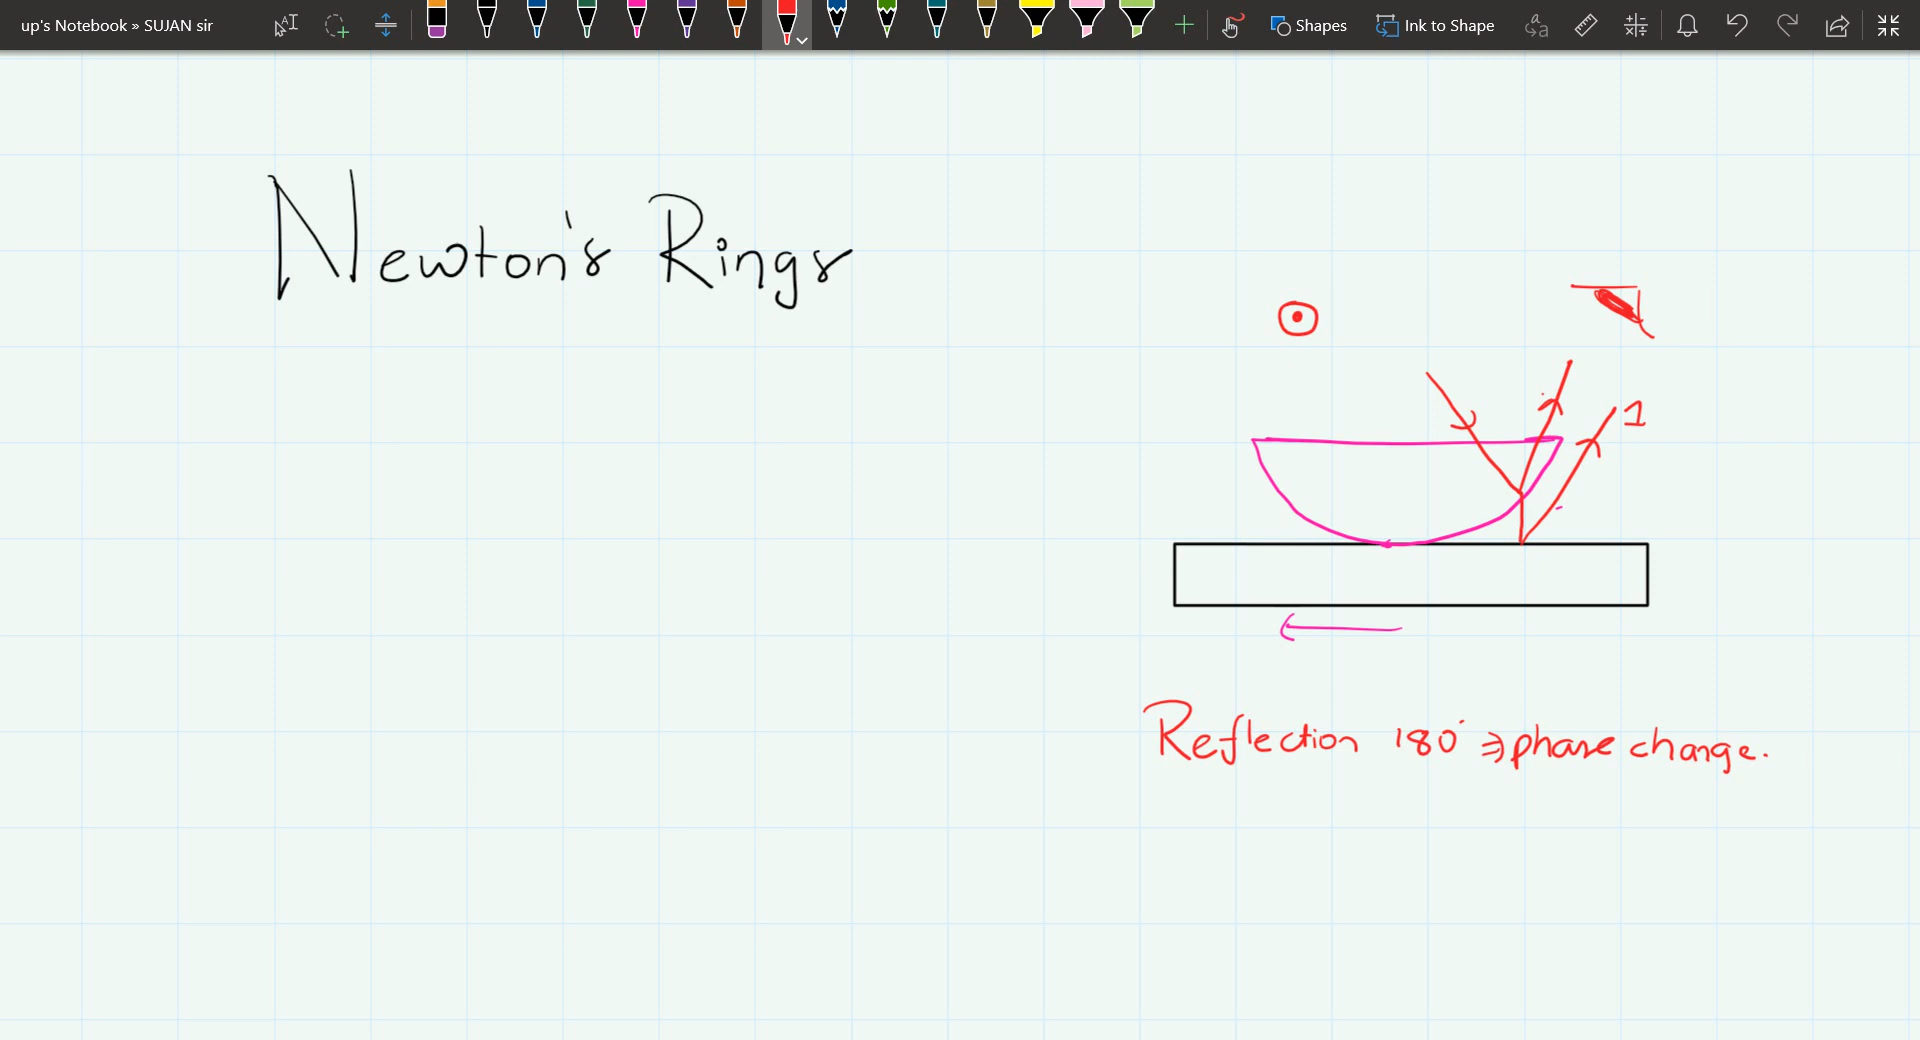 up's Notebook » SUJAN sir
Shapes
Ink to Shape
Newton's Rings
1
Reflection 180° ⇒ phase change.